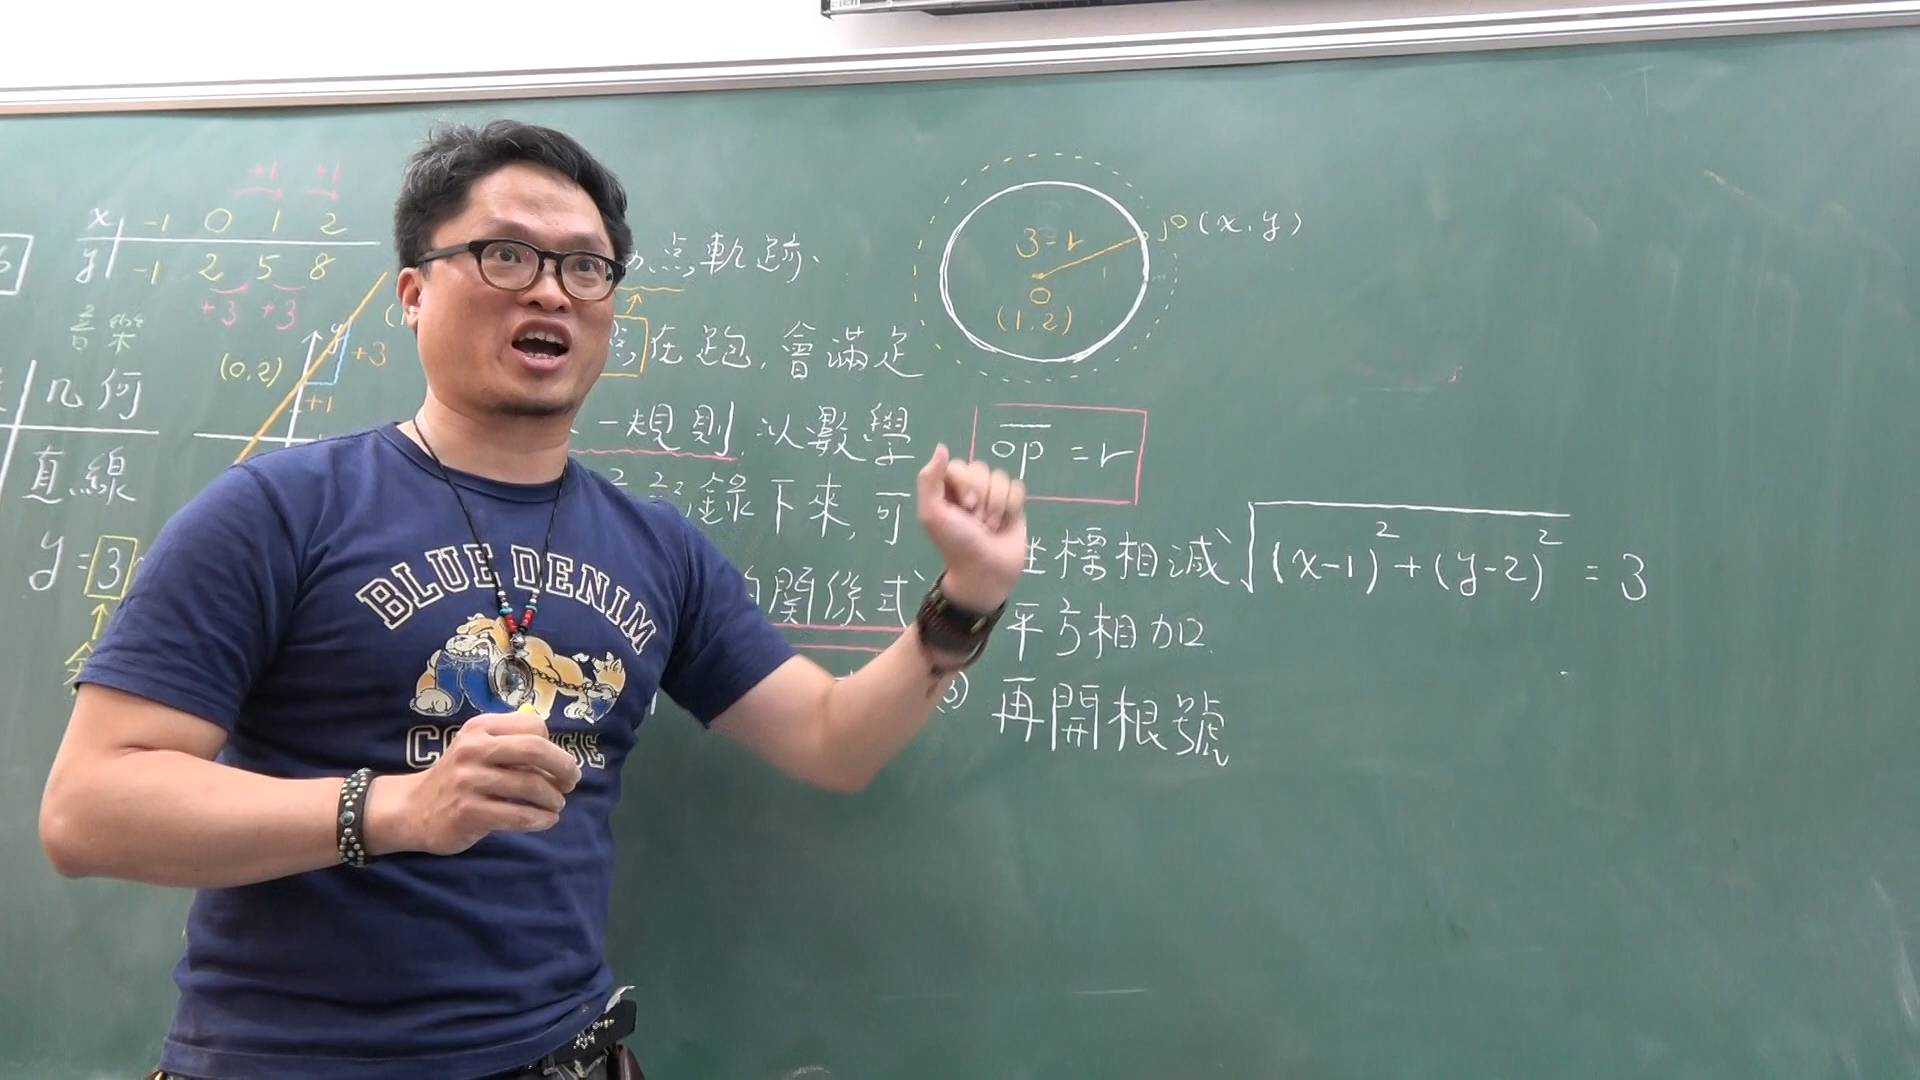 +1 +1
x -1 0 1 2
y -1 2 5 8
+3 +3
音樂
y
(0,2)
+3
+1
几何
直線
y=3
点軌跡
在跑,會滿足
一規則,以數學
錄下來,可
的關係式
3=r
O
(1,2)
p(x,y)
op = r
坐標相減 √(x-1)²+(y-2)² = 3
平方相加
再開根號
BLUE DENIM